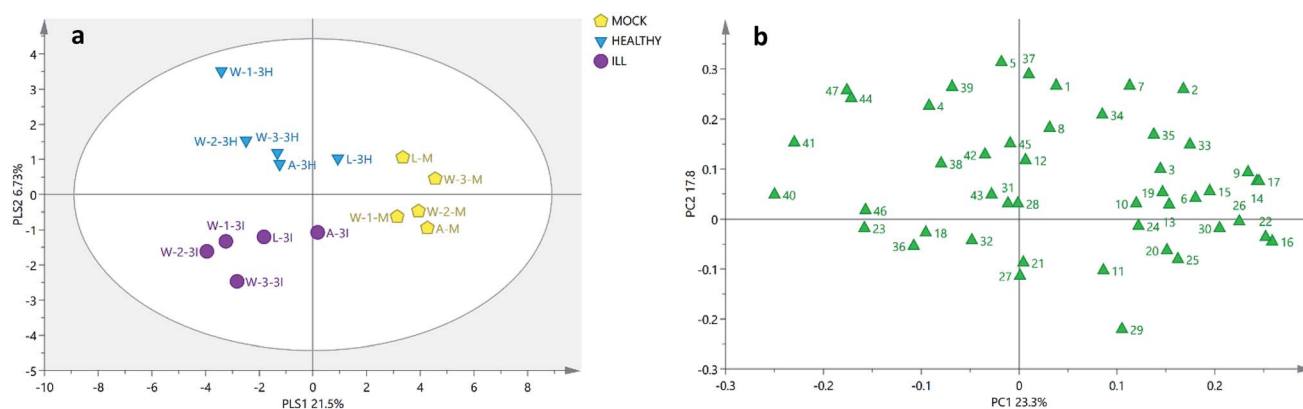 a
MOCK
HEALTHY
ILL
4
3
2
1
0
-1
-2
-3
-4
-5
PLS2 6.73%
W-1-3H
W-2-3H
W-3-3H
A-3H
L-3H
L-M
W-3-M
W-1-M
W-2-M
A-M
W-1-3I
W-2-3I
L-3I
A-3I
W-3-3I
-10 -8 -6 -4 -2 0 2 4 6 8
PLS1 21.5%
b
0.3
0.2
0.1
0
-0.1
-0.2
-0.3
PC2 17.8
5 37
47 44 39 4 1 7 2
34 8 35 33
41 45 42 38 12 3
9 17 14
40 43 31 28 10 19 6 15
46 13 26
23 18 36 32 24 30 22 16
21 27 11 20 25
29
-0.3 -0.2 -0.1 0 0.1 0.2
PC1 23.3%